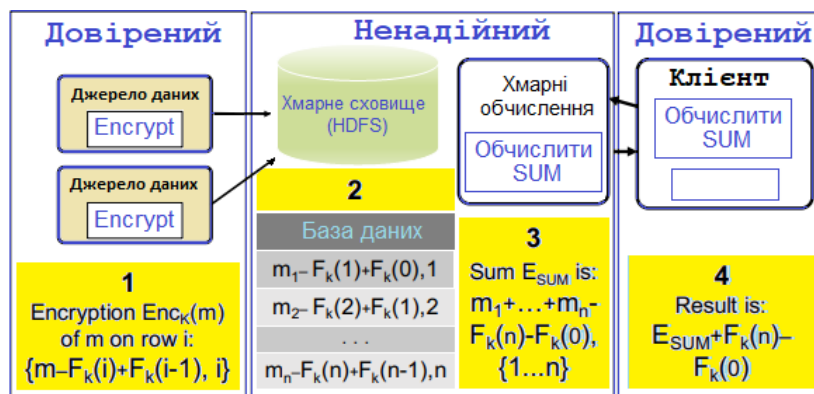 Довірений
Джерело даних
Encrypt
Джерело даних
Encrypt
1
Encryption Encₖ(m)
of m on row i:
{m–Fₖ(i)+Fₖ(i-1), i}
Ненадійний
Хмарне сховище
(HDFS)
2
База даних
m₁– Fₖ(1)+Fₖ(0),1
m₂– Fₖ(2)+Fₖ(1),2
. . .
mₙ–Fₖ(n)+Fₖ(n-1),n
Хмарні
обчислення
Обчислити
SUM
3
Sum E_SUM is:
m₁+...+mₙ-
Fₖ(n)-Fₖ(0),
{1...n}
Довірений
Клієнт
Обчислити
SUM
4
Result is:
E_SUM+Fₖ(n)–
Fₖ(0)